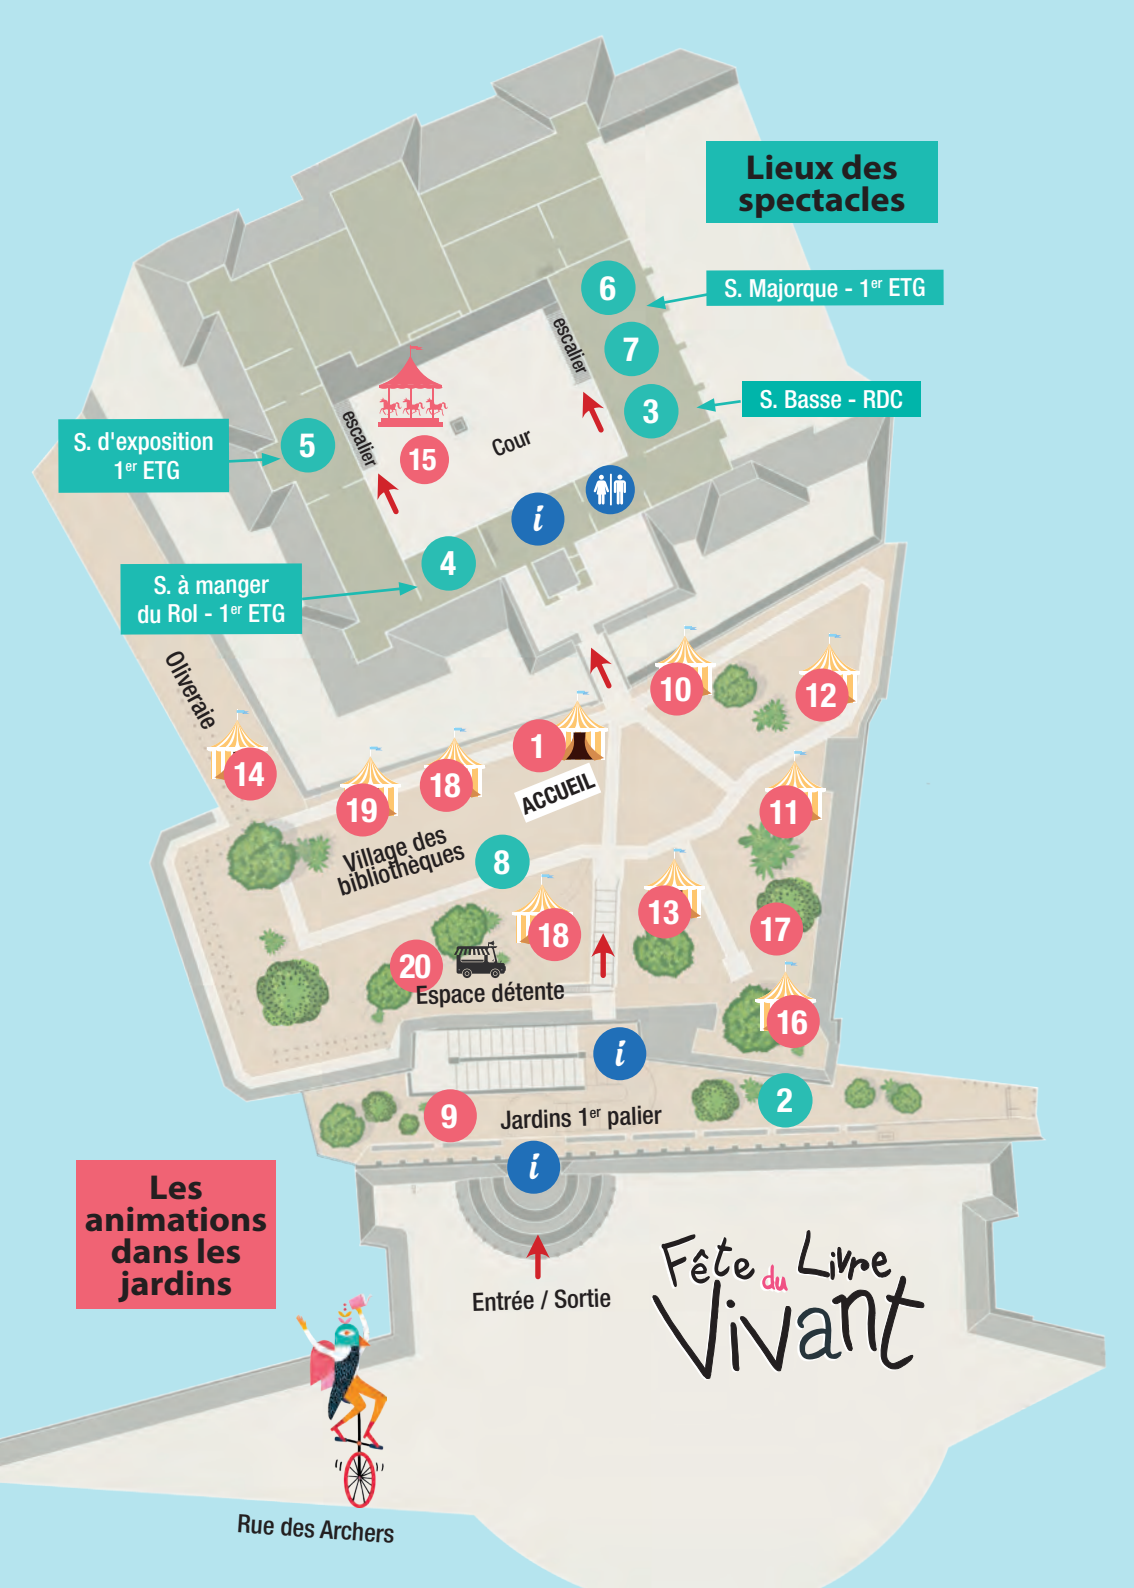 Lieux des
spectacles
6
S. Majorque - 1er ETG
escalier
7
3
S. Basse - RDC
escalier
S. d'exposition
1er ETG
5
15
Cour
i
4
S. à manger
du RoI - 1er ETG
Oliveraie
10
12
1
14
18
19
ACCUEIL
11
Village des
bibliothèques
8
13
17
18
20
Espace détente
16
i
2
9
Jardins 1er palier
i
Les
animations
dans les
jardins
Fête du Livre
Vivant
Entrée / Sortie
Rue des Archers